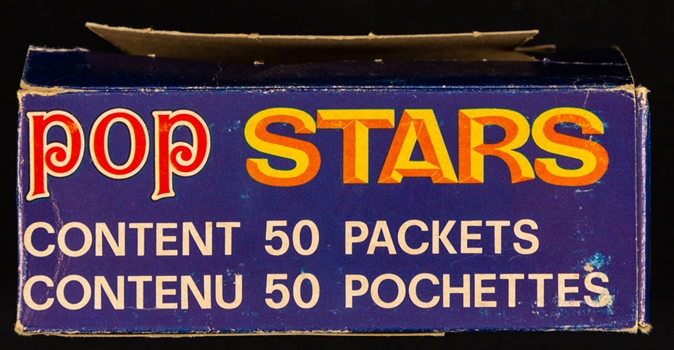 pop STARS
CONTENT 50 PACKETS
CONTENU 50 POCHETTES